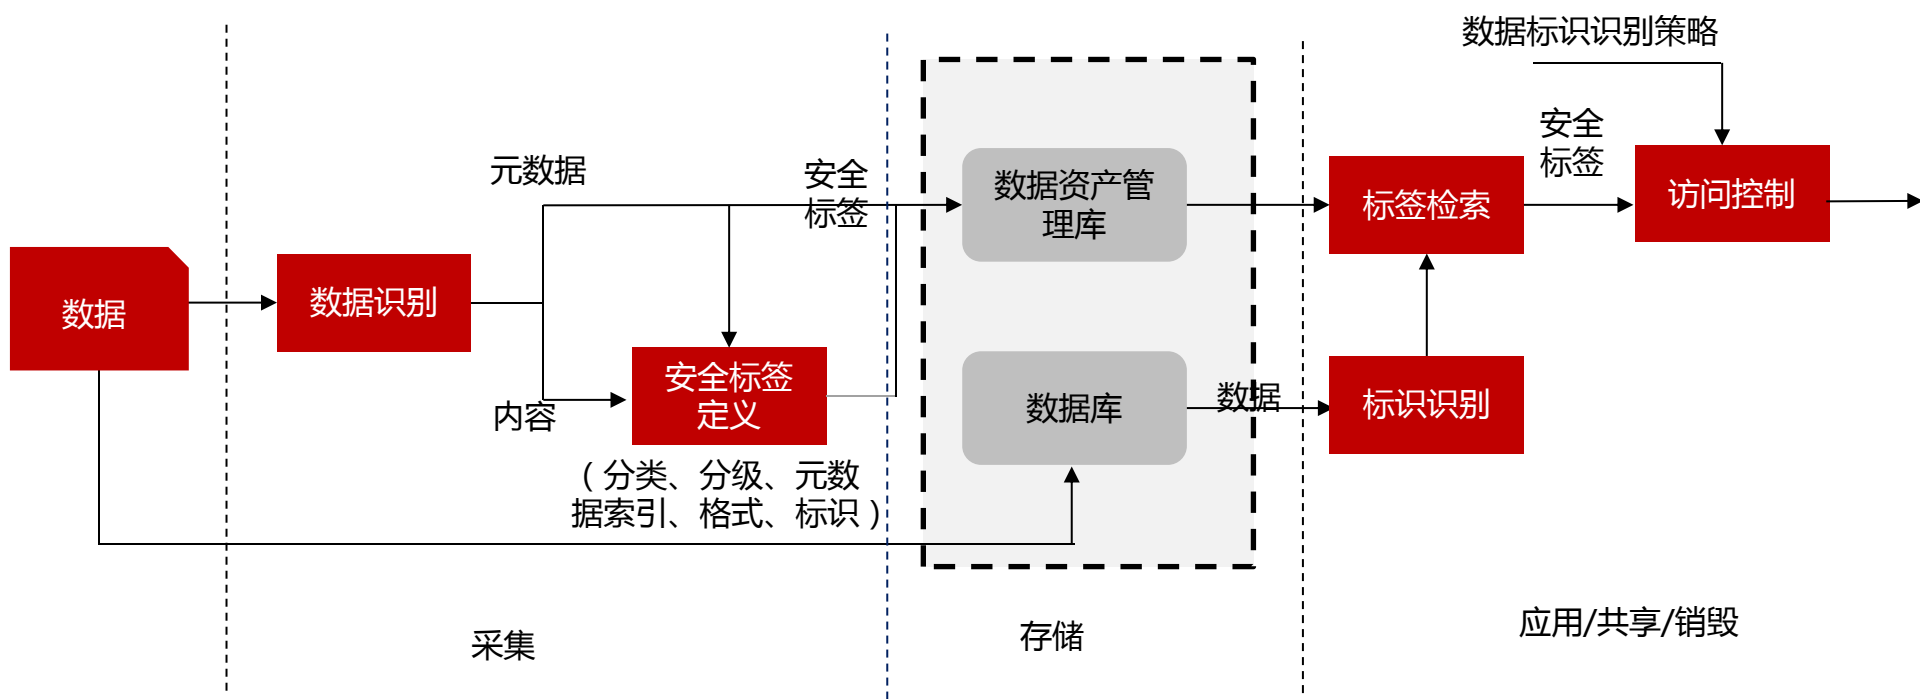 数据标识识别策略
安全
标签
元数据
安全
标签
数据资产管
理库
标签检索
访问控制
数据
数据识别
安全标签
定义
内容
数据库
数据
标识识别
（分类、分级、元数
据索引、格式、标识）
采集
存储
应用/共享/销毁